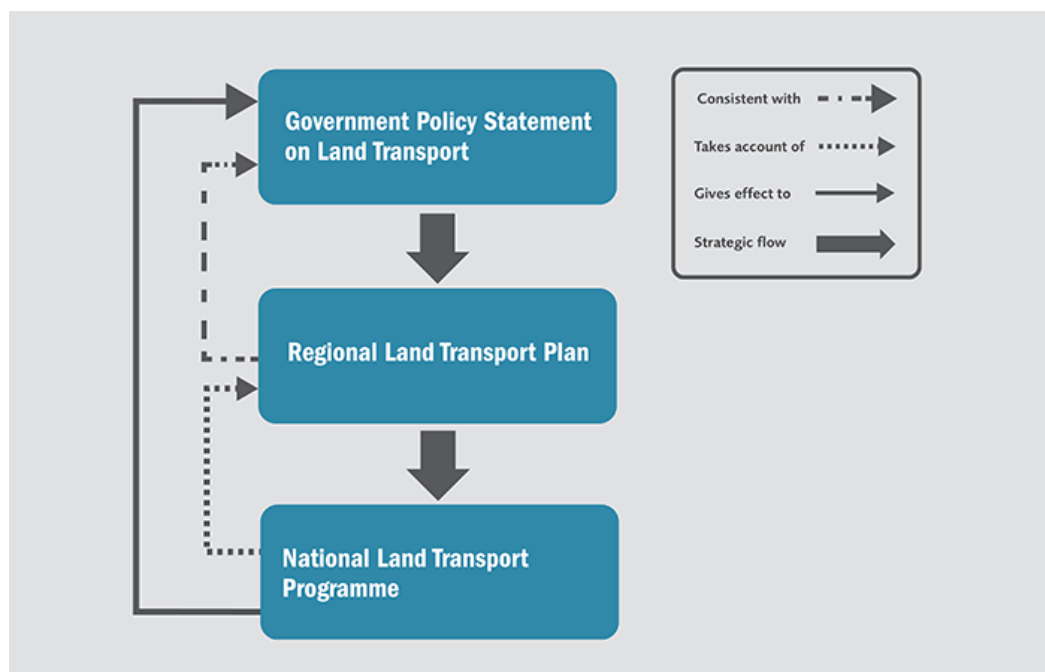 Government Policy Statement
on Land Transport
Regional Land Transport Plan
National Land Transport
Programme
Consistent with
Takes account of
Gives effect to
Strategic flow